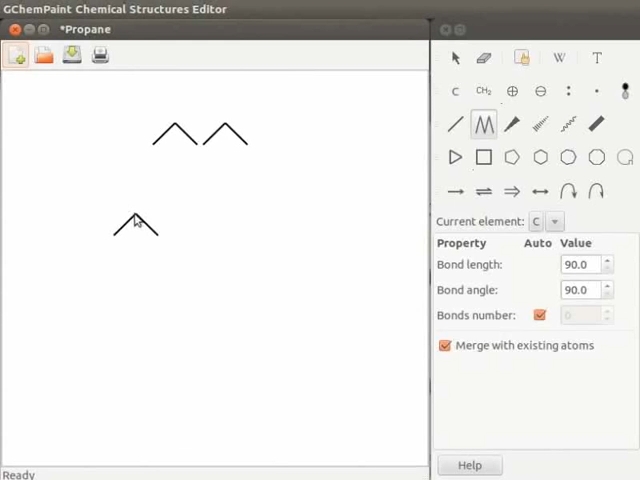 GChemPaint Chemical Structures Editor
*Propane
W T
C CH₂
Current element: C
Property Auto Value
Bond length: 90.0
Bond angle: 90.0
Bonds number: 0
Merge with existing atoms
Help
Ready